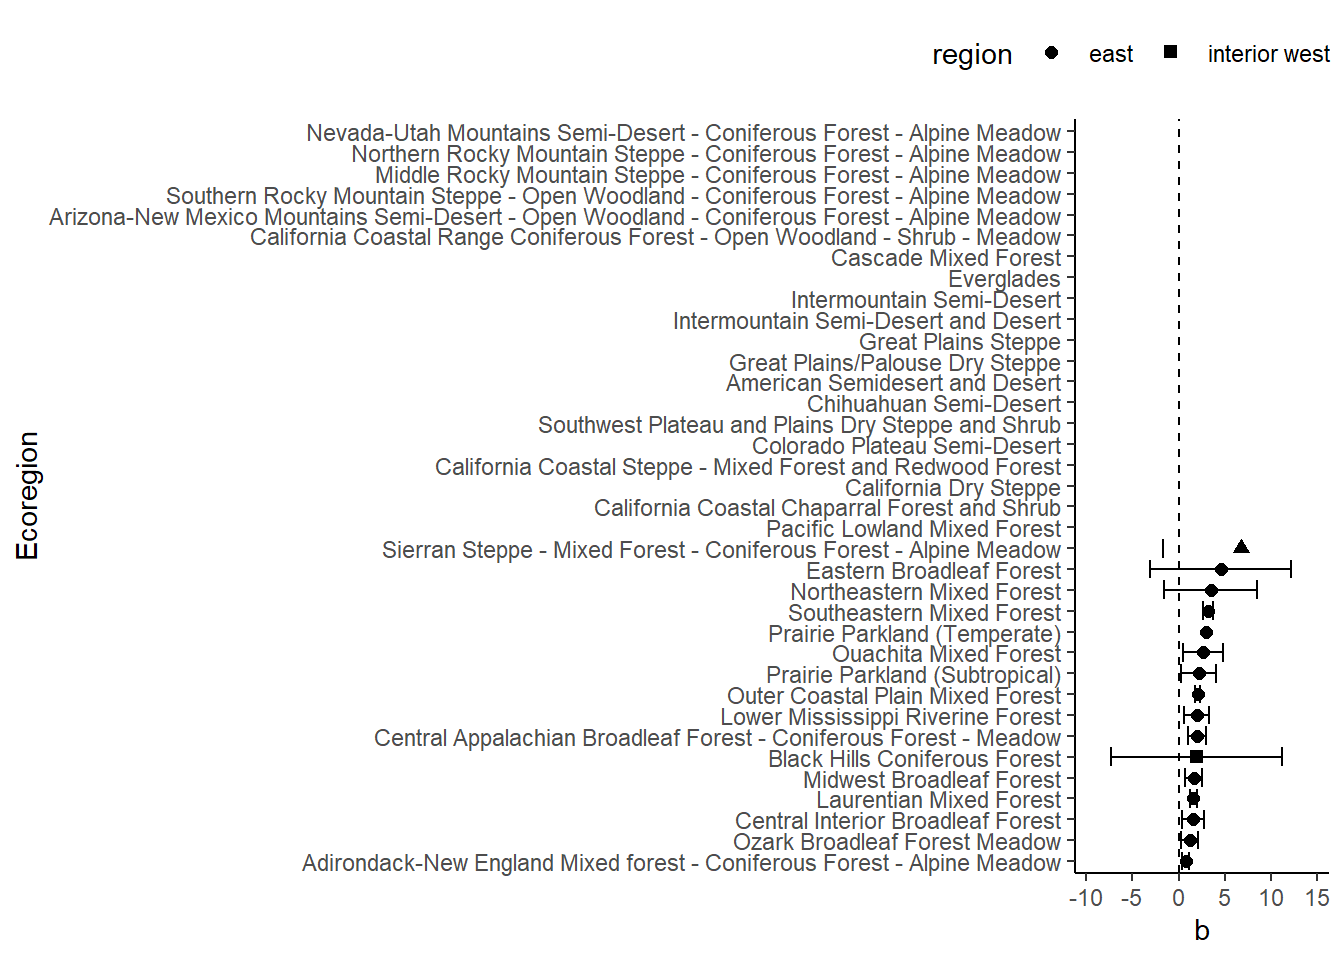 region east interior west
Nevada-Utah Mountains Semi-Desert - Coniferous Forest - Alpine Meadow
Northern Rocky Mountain Steppe - Coniferous Forest - Alpine Meadow
Middle Rocky Mountain Steppe - Coniferous Forest - Alpine Meadow
Southern Rocky Mountain Steppe - Open Woodland - Coniferous Forest - Alpine Meadow
Arizona-New Mexico Mountains Semi-Desert - Open Woodland - Coniferous Forest - Alpine Meadow
California Coastal Range Coniferous Forest - Open Woodland - Shrub - Meadow
Cascade Mixed Forest
Everglades
Intermountain Semi-Desert
Intermountain Semi-Desert and Desert
Great Plains Steppe
Great Plains/Palouse Dry Steppe
American Semidesert and Desert
Chihuahuan Semi-Desert
Southwest Plateau and Plains Dry Steppe and Shrub
Colorado Plateau Semi-Desert
California Coastal Steppe - Mixed Forest and Redwood Forest
California Dry Steppe
California Coastal Chaparral Forest and Shrub
Pacific Lowland Mixed Forest
Sierran Steppe - Mixed Forest - Coniferous Forest - Alpine Meadow
Eastern Broadleaf Forest
Northeastern Mixed Forest
Southeastern Mixed Forest
Prairie Parkland (Temperate)
Ouachita Mixed Forest
Prairie Parkland (Subtropical)
Outer Coastal Plain Mixed Forest
Lower Mississippi Riverine Forest
Central Appalachian Broadleaf Forest - Coniferous Forest - Meadow
Black Hills Coniferous Forest
Midwest Broadleaf Forest
Laurentian Mixed Forest
Central Interior Broadleaf Forest
Ozark Broadleaf Forest Meadow
Adirondack-New England Mixed forest - Coniferous Forest - Alpine Meadow
Ecoregion
-10 -5 0 5 10 15
b